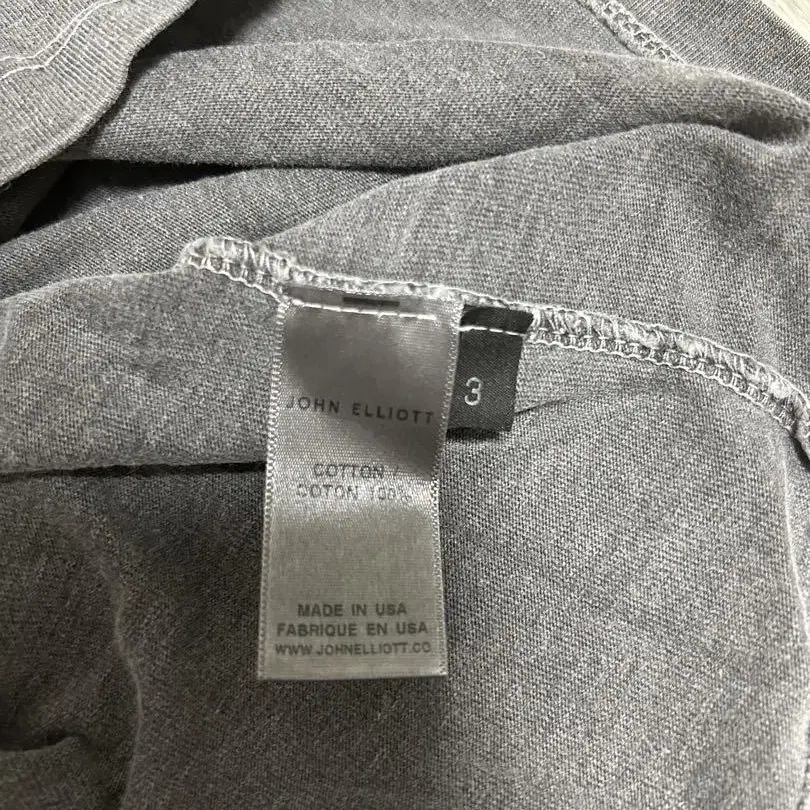 JOHN ELLIOTT
3
COTTON /
COTON 100%
MADE IN USA
FABRIQUE EN USA
WWW.JOHNELLIOTT.CO